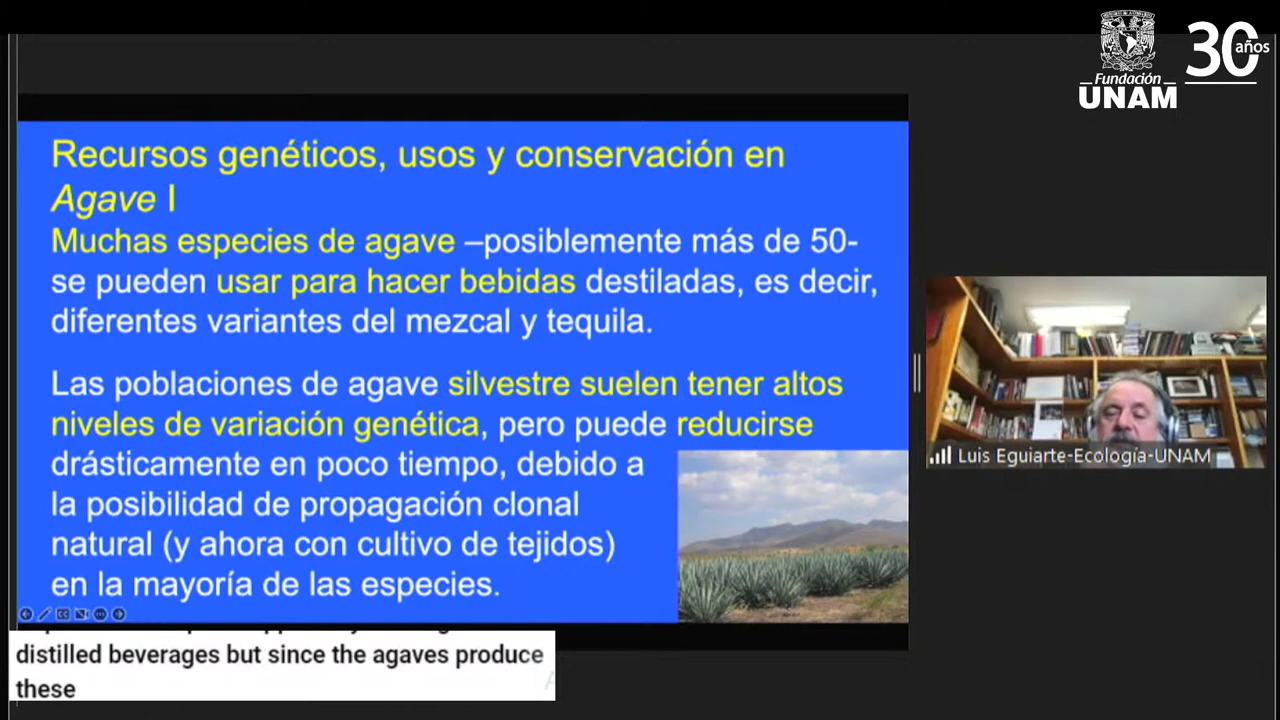 Fundación
UNAM
30 años
Recursos genéticos, usos y conservación en
Agave I
Muchas especies de agave –posiblemente más de 50-
se pueden usar para hacer bebidas destiladas, es decir,
diferentes variantes del mezcal y tequila.
Las poblaciones de agave silvestre suelen tener altos
niveles de variación genética, pero puede reducirse
drásticamente en poco tiempo, debido a
la posibilidad de propagación clonal
natural (y ahora con cultivo de tejidos)
en la mayoría de las especies.
Luis Eguiarte-Ecología-UNAM
distilled beverages but since the agaves produce
these